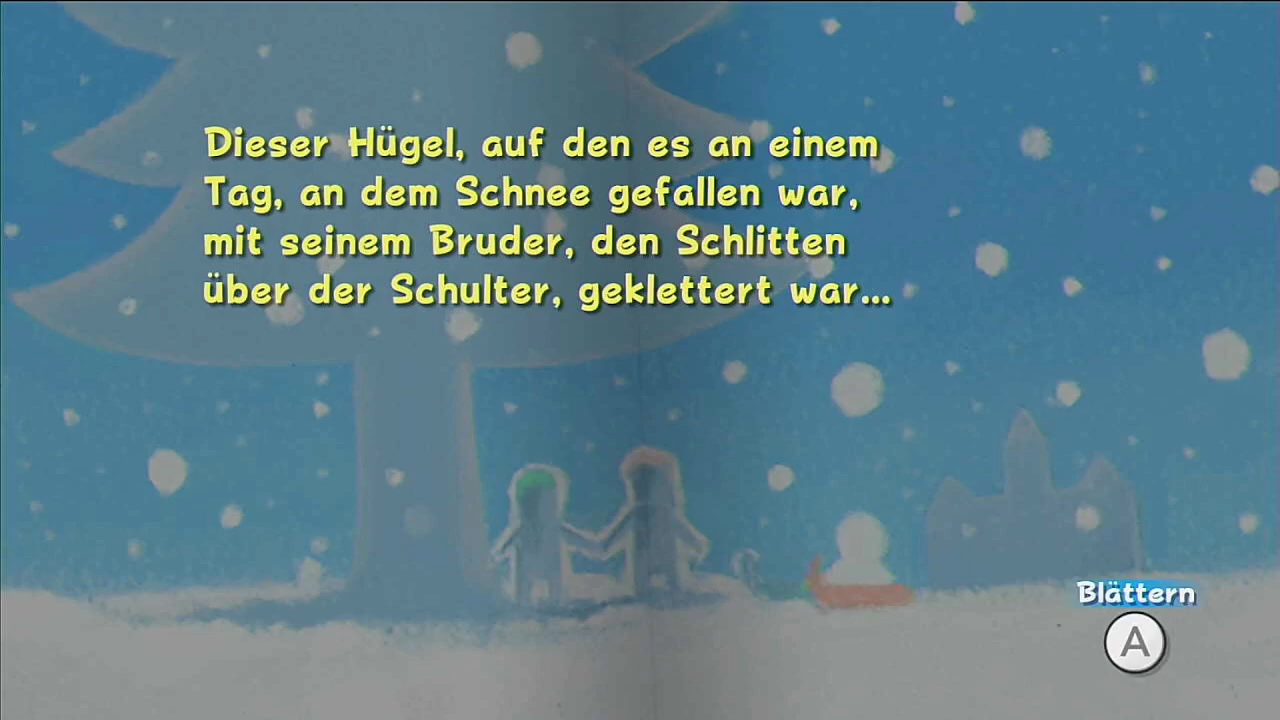 Dieser Hügel, auf den es an einem
Tag, an dem Schnee gefallen war,
mit seinem Bruder, den Schlitten
über der Schulter, geklettert war...
Blättern
A